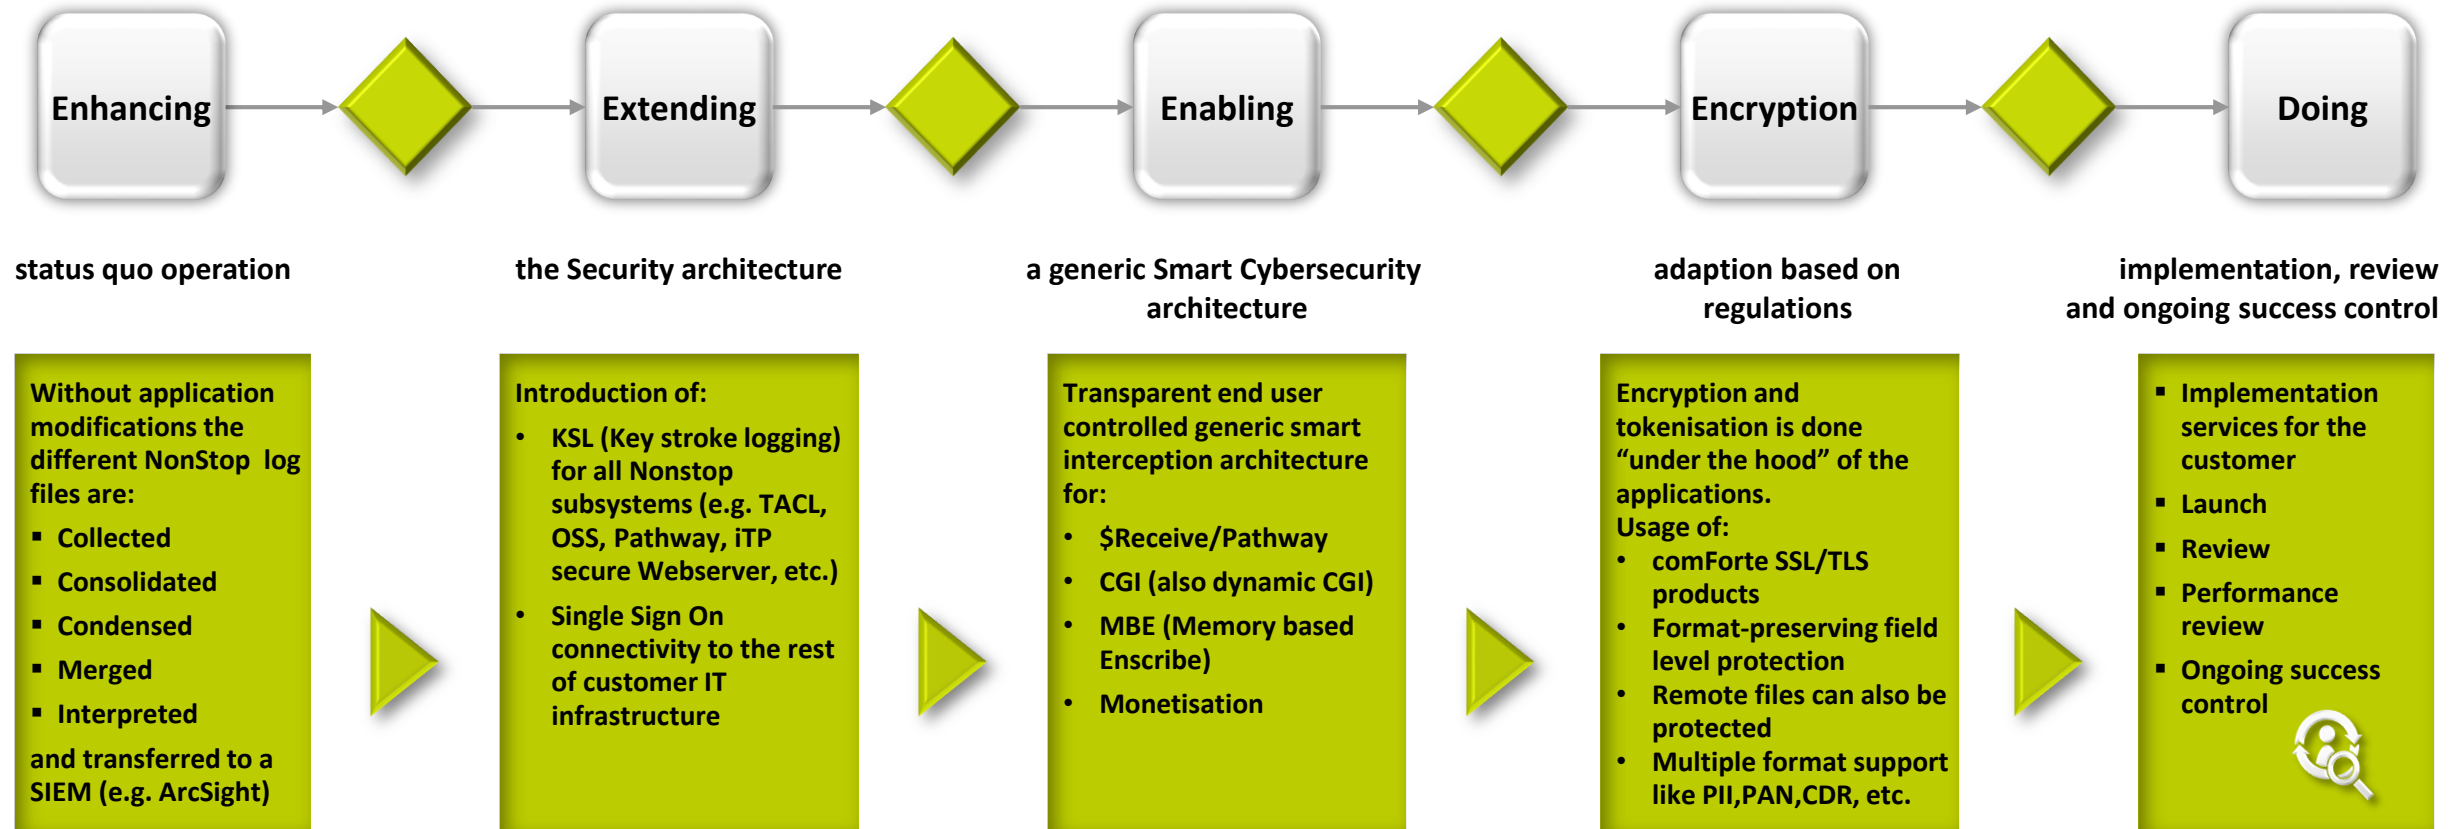 Enhancing
Extending
Enabling
Encryption
Doing
status quo operation
the Security architecture
a generic Smart Cybersecurity
architecture
adaption based on
regulations
implementation, review
and ongoing success control
Without application
modifications the
different NonStop log
files are:
▪ Collected
▪ Consolidated
▪ Condensed
▪ Merged
▪ Interpreted
and transferred to a
SIEM (e.g. ArcSight)
Introduction of:
• KSL (Key stroke logging)
for all Nonstop
subsystems (e.g. TACL,
OSS, Pathway, iTP
secure Webserver, etc.)
• Single Sign On
connectivity to the rest
of customer IT
infrastructure
Transparent end user
controlled generic smart
interception architecture
for:
• $Receive/Pathway
• CGI (also dynamic CGI)
• MBE (Memory based
Enscribe)
• Monetisation
Encryption and
tokenisation is done
“under the hood” of the
applications.
Usage of:
• comForte SSL/TLS
products
• Format-preserving field
level protection
• Remote files can also be
protected
• Multiple format support
like PII,PAN,CDR, etc.
▪ Implementation
services for the
customer
▪ Launch
▪ Review
▪ Performance
review
▪ Ongoing success
control